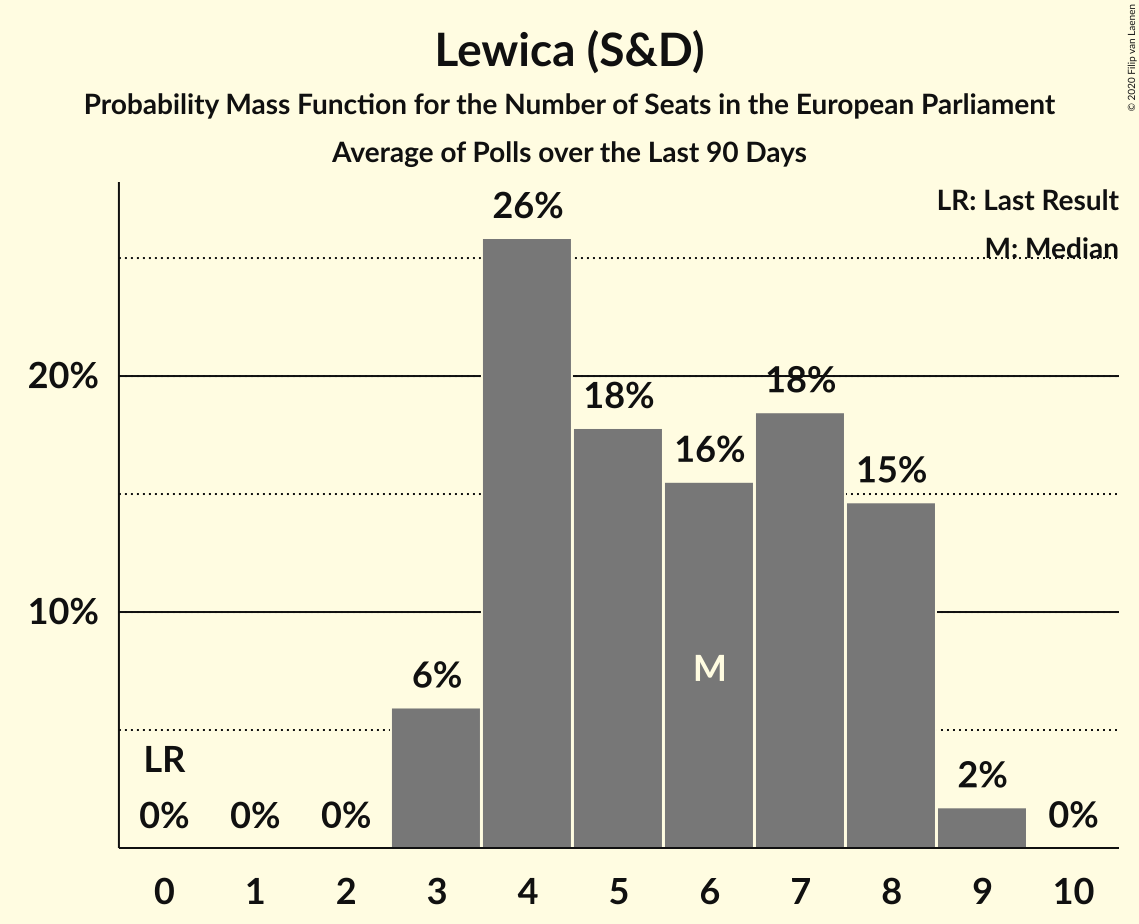 Lewica (S&D)
Probability Mass Function for the Number of Seats in the European Parliament
Average of Polls over the Last 90 Days
© 2020 Filip van Laenen
LR: Last Result
M: Median
26%
20%
18%
18%
16%
15%
10%
6%
M
LR
2%
0%
0%
0%
0%
0 1 2 3 4 5 6 7 8 9 10